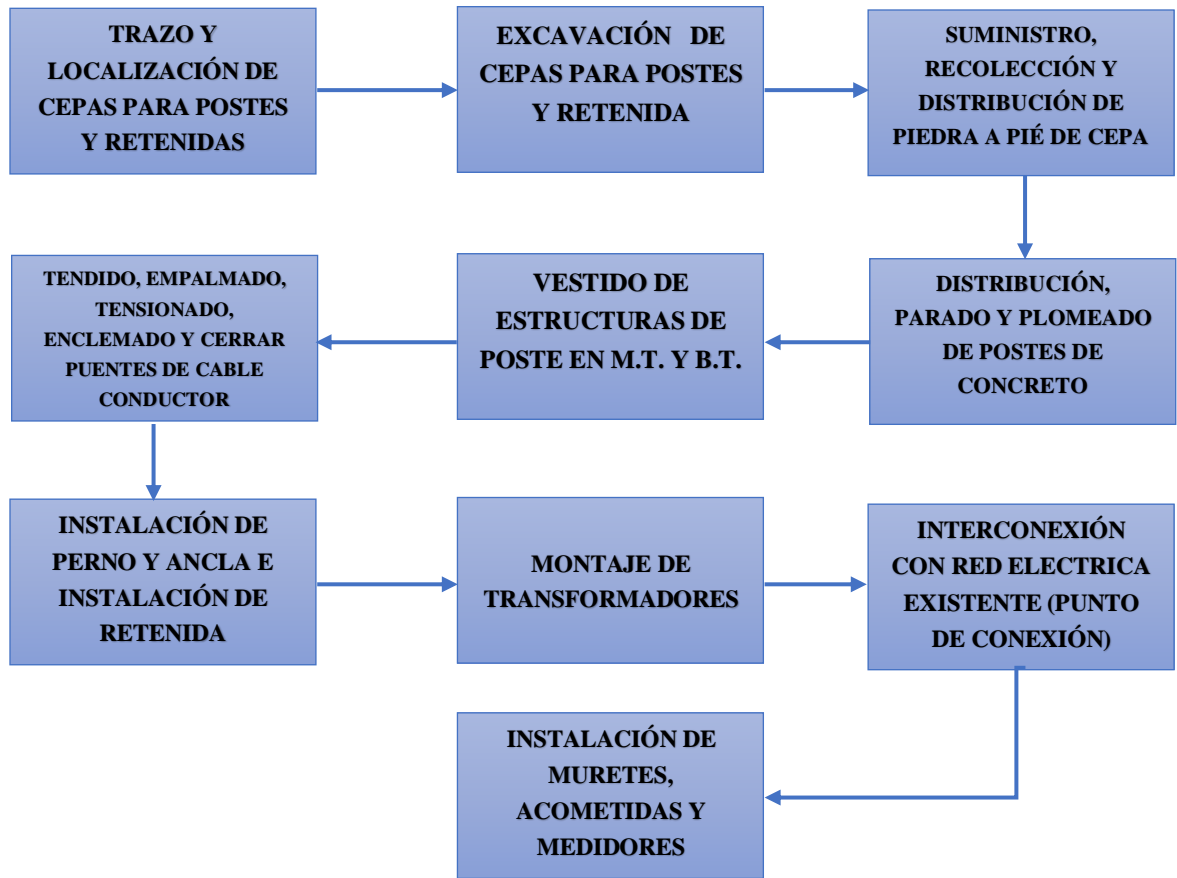 TRAZO Y
LOCALIZACIÓN DE
CEPAS PARA POSTES
Y RETENIDAS
EXCAVACIÓN DE
CEPAS PARA POSTES
Y RETENIDA
SUMINISTRO,
RECOLECCIÓN Y
DISTRIBUCIÓN DE
PIEDRA A PIÉ DE CEPA
DISTRIBUCIÓN,
PARADO Y PLOMEADO
DE POSTES DE
CONCRETO
VESTIDO DE
ESTRUCTURAS DE
POSTE EN M.T. Y B.T.
TENDIDO, EMPALMADO,
TENSIONADO,
ENCLEMADO Y CERRAR
PUENTES DE CABLE
CONDUCTOR
INSTALACIÓN DE
PERNO Y ANCLA E
INSTALACIÓN DE
RETENIDA
MONTAJE DE
TRANSFORMADORES
INTERCONEXIÓN
CON RED ELECTRICA
EXISTENTE (PUNTO
DE CONEXIÓN)
INSTALACIÓN DE
MURETES,
ACOMETIDAS Y
MEDIDORES